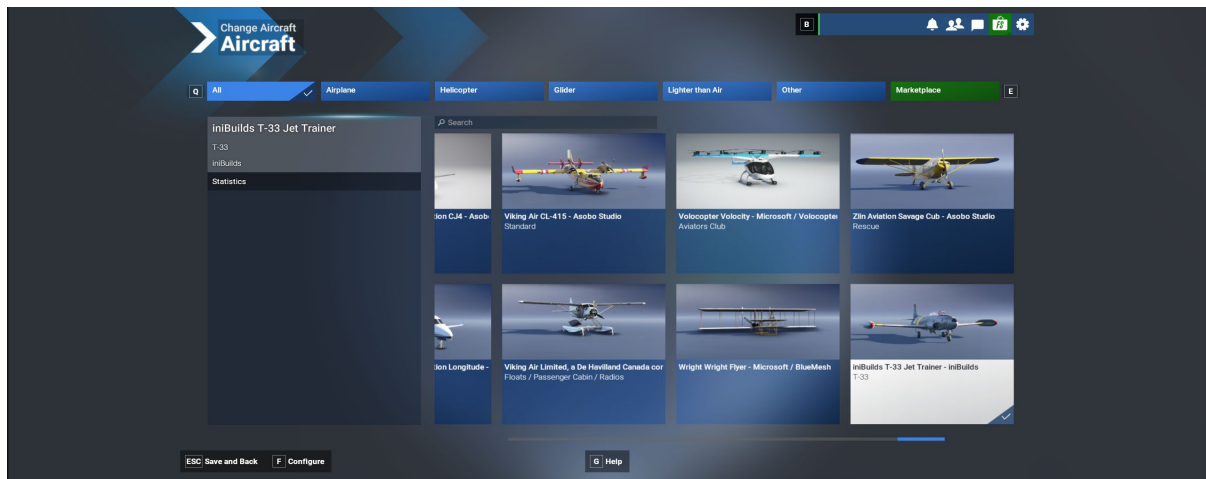 Change Aircraft
Aircraft
B
Q
All
Airplane
Helicopter
Glider
Lighter than Air
Other
Marketplace
E
iniBuilds T-33 Jet Trainer
T-33
iniBuilds
Statistics
Search
ion CJ4 - Asob
Viking Air CL-415 - Asobo Studio
Standard
Volocopter Volocity - Microsoft / Volocopter
Aviators Club
Zlin Aviation Savage Cub - Asobo Studio
Rescue
ion Longitude -
Viking Air Limited, a De Havilland Canada cor
Floats / Passenger Cabin / Radios
Wright Wright Flyer - Microsoft / BlueMesh
iniBuilds T-33 Jet Trainer - iniBuilds
T-33
ESC Save and Back
F Configure
G Help